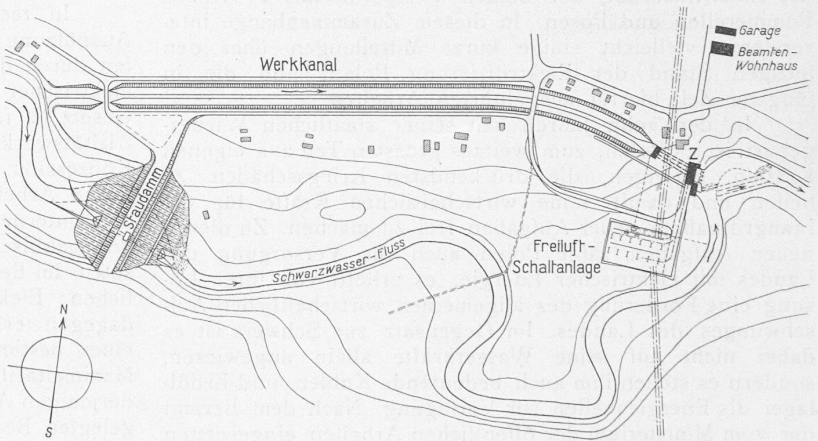 Garage
Beamten-
Wohnhaus
Werkkanal
Z
Staudamm
Freiluft-
Schaltanlage
Schwarzwasser-Fluss
N
S